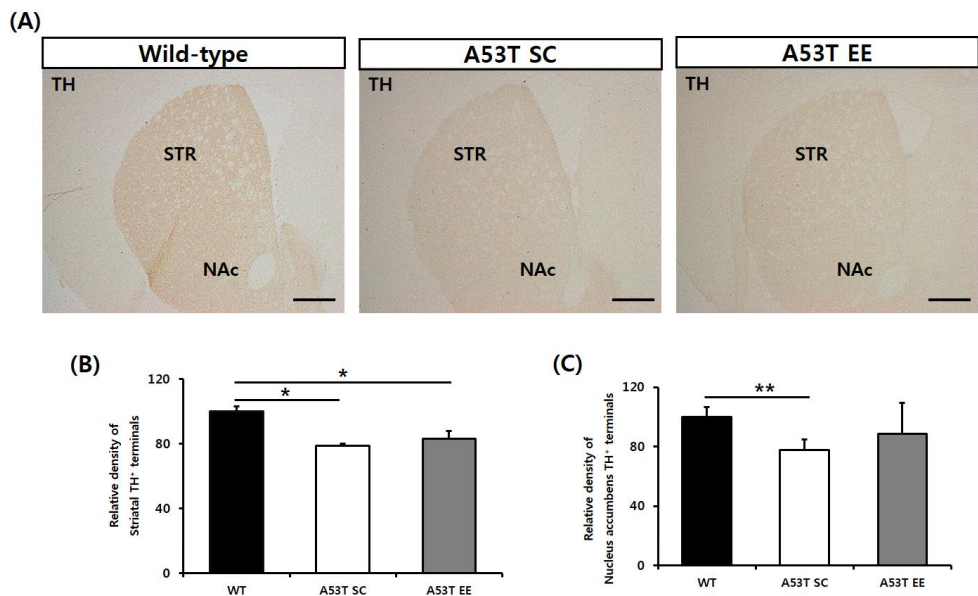 (A)
Wild-type
A53T SC
A53T EE
TH
TH
TH
STR
STR
STR
NAc
NAc
NAc
(B)
Relative density of
Striatal TH⁺ terminals
120
80
40
0
*
*
WT
A53T SC
A53T EE
(C)
Relative density of
Nucleus accumbens TH⁺ terminals
120
80
40
0
**
WT
A53T SC
A53T EE